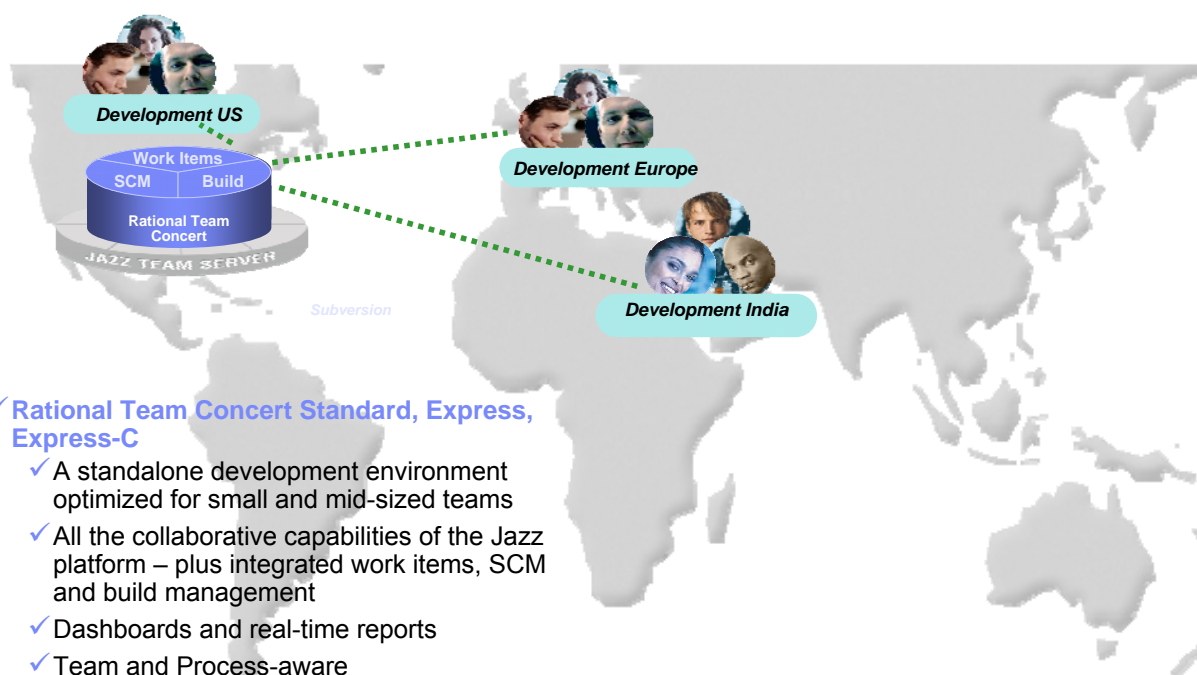 Development US
Work Items
SCM
Build
Rational Team
Concert
JAZZ TEAM SERVER
Development Europe
Development India
Subversion
Rational Team Concert Standard, Express,
Express-C
A standalone development environment
optimized for small and mid-sized teams
All the collaborative capabilities of the Jazz
platform – plus integrated work items, SCM
and build management
Dashboards and real-time reports
Team and Process-aware